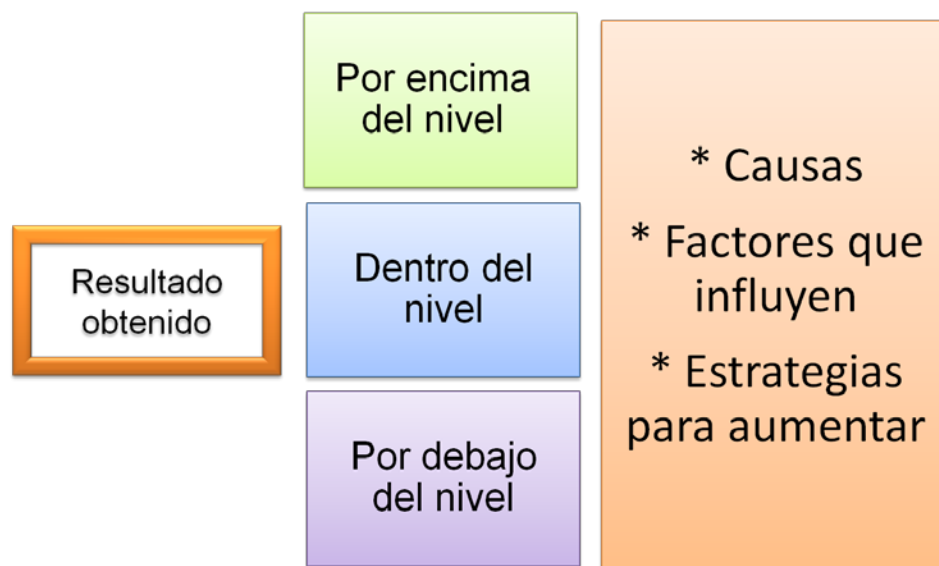 Resultado
obtenido
Por encima
del nivel
Dentro del
nivel
Por debajo
del nivel
* Causas
* Factores que
influyen
* Estrategias
para aumentar